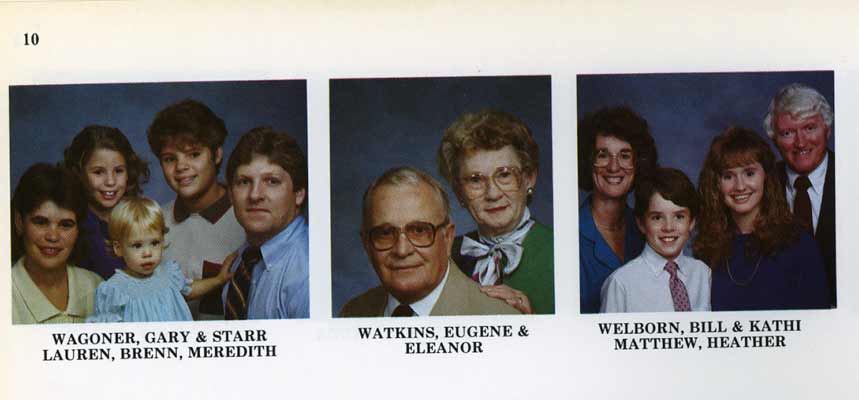 10
WAGONER, GARY & STARR
LAUREN, BRENN, MEREDITH
WATKINS, EUGENE &
ELEANOR
WELBORN, BILL & KATHI
MATTHEW, HEATHER